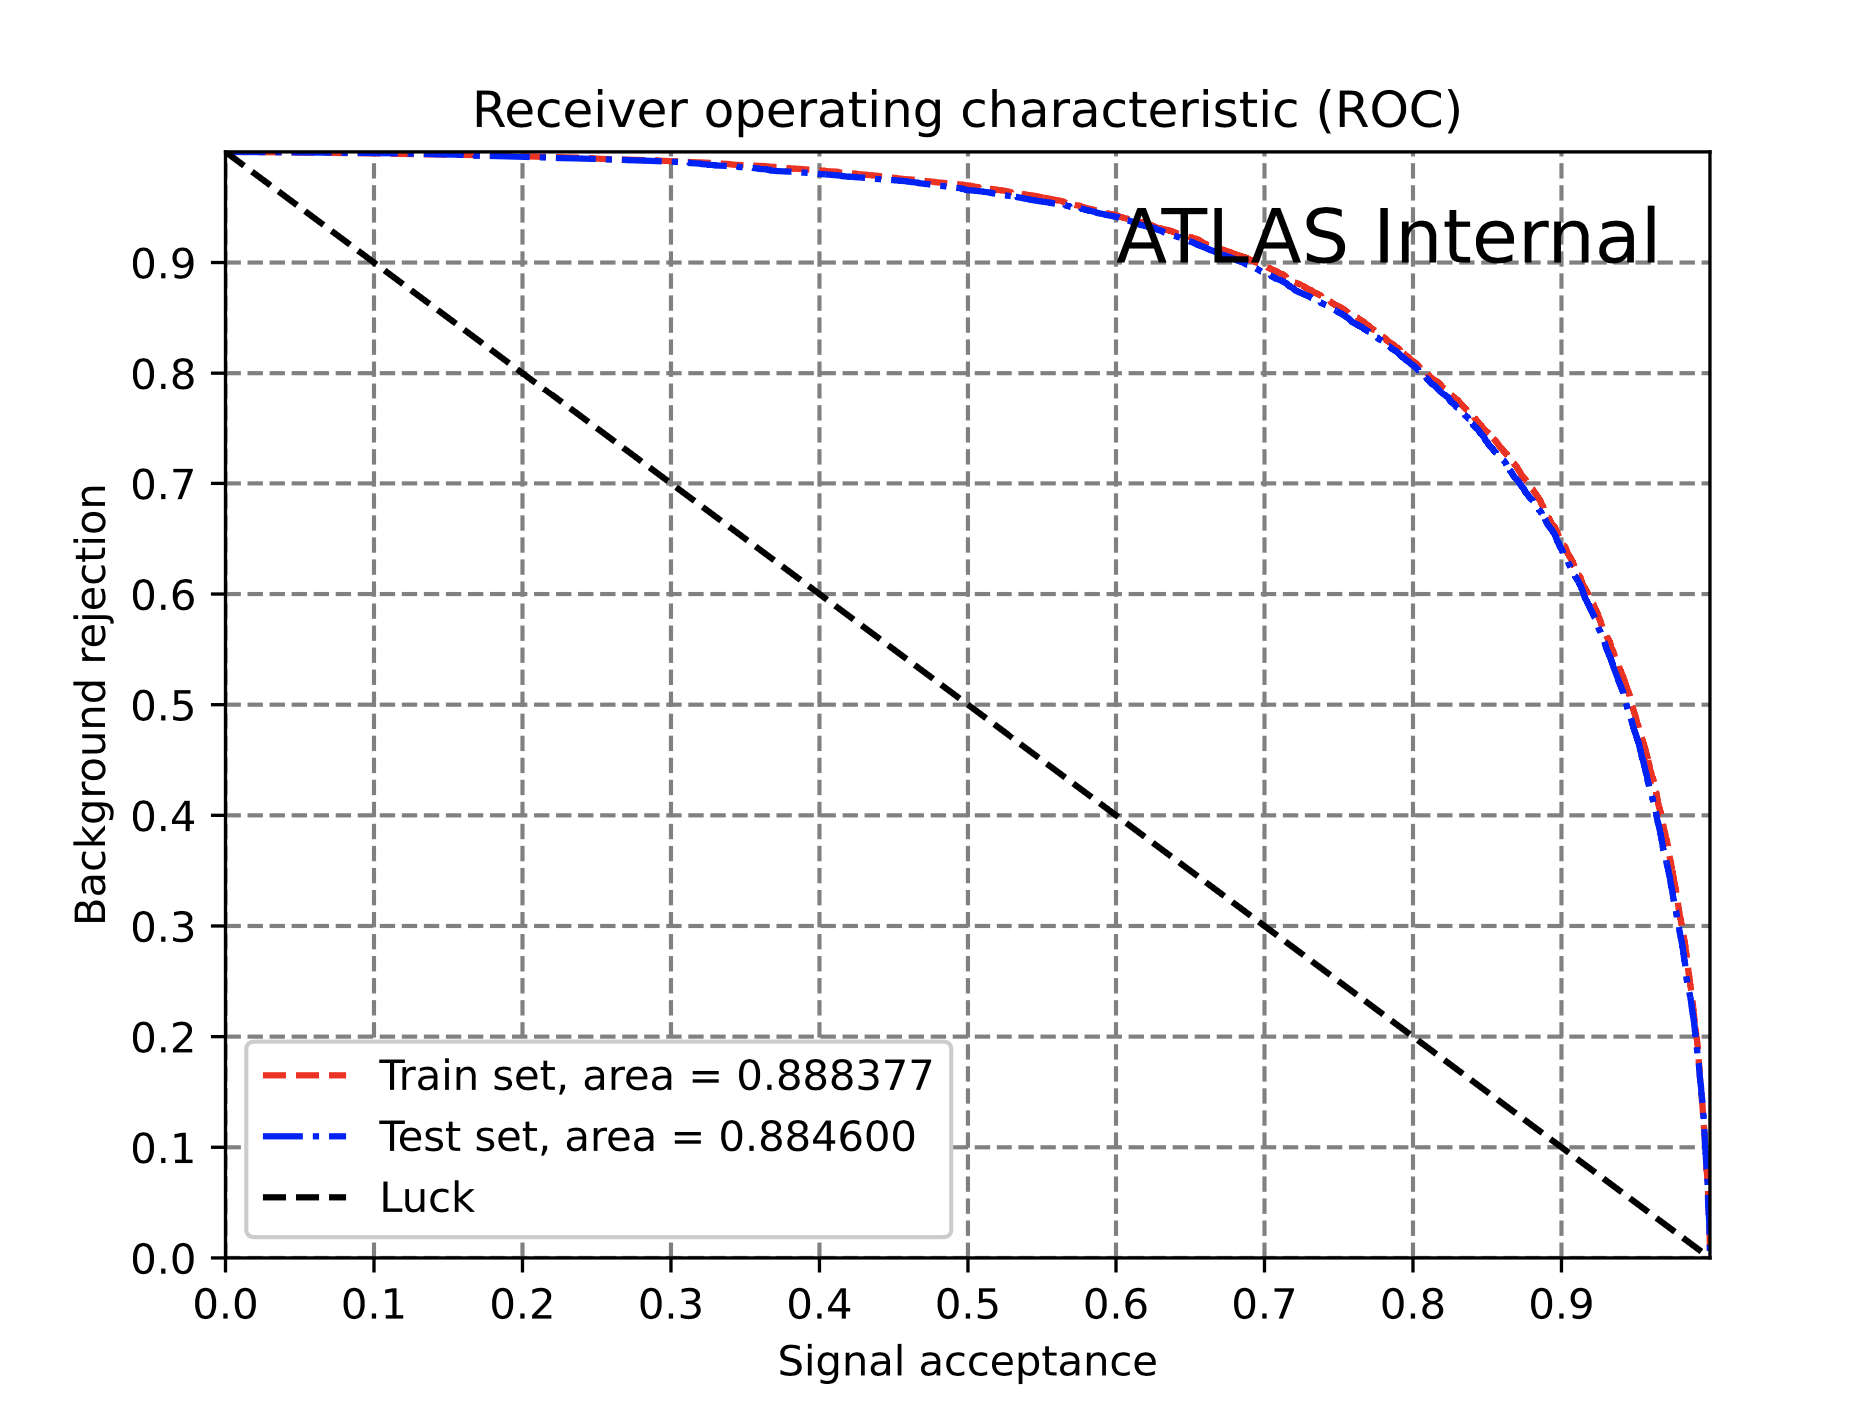 Receiver operating characteristic (ROC)
ATLAS Internal
Background rejection
0.9
0.8
0.7
0.6
0.5
0.4
0.3
0.2
0.1
0.0
Train set, area = 0.888377
Test set, area = 0.884600
Luck
0.0 0.1 0.2 0.3 0.4 0.5 0.6 0.7 0.8 0.9
Signal acceptance